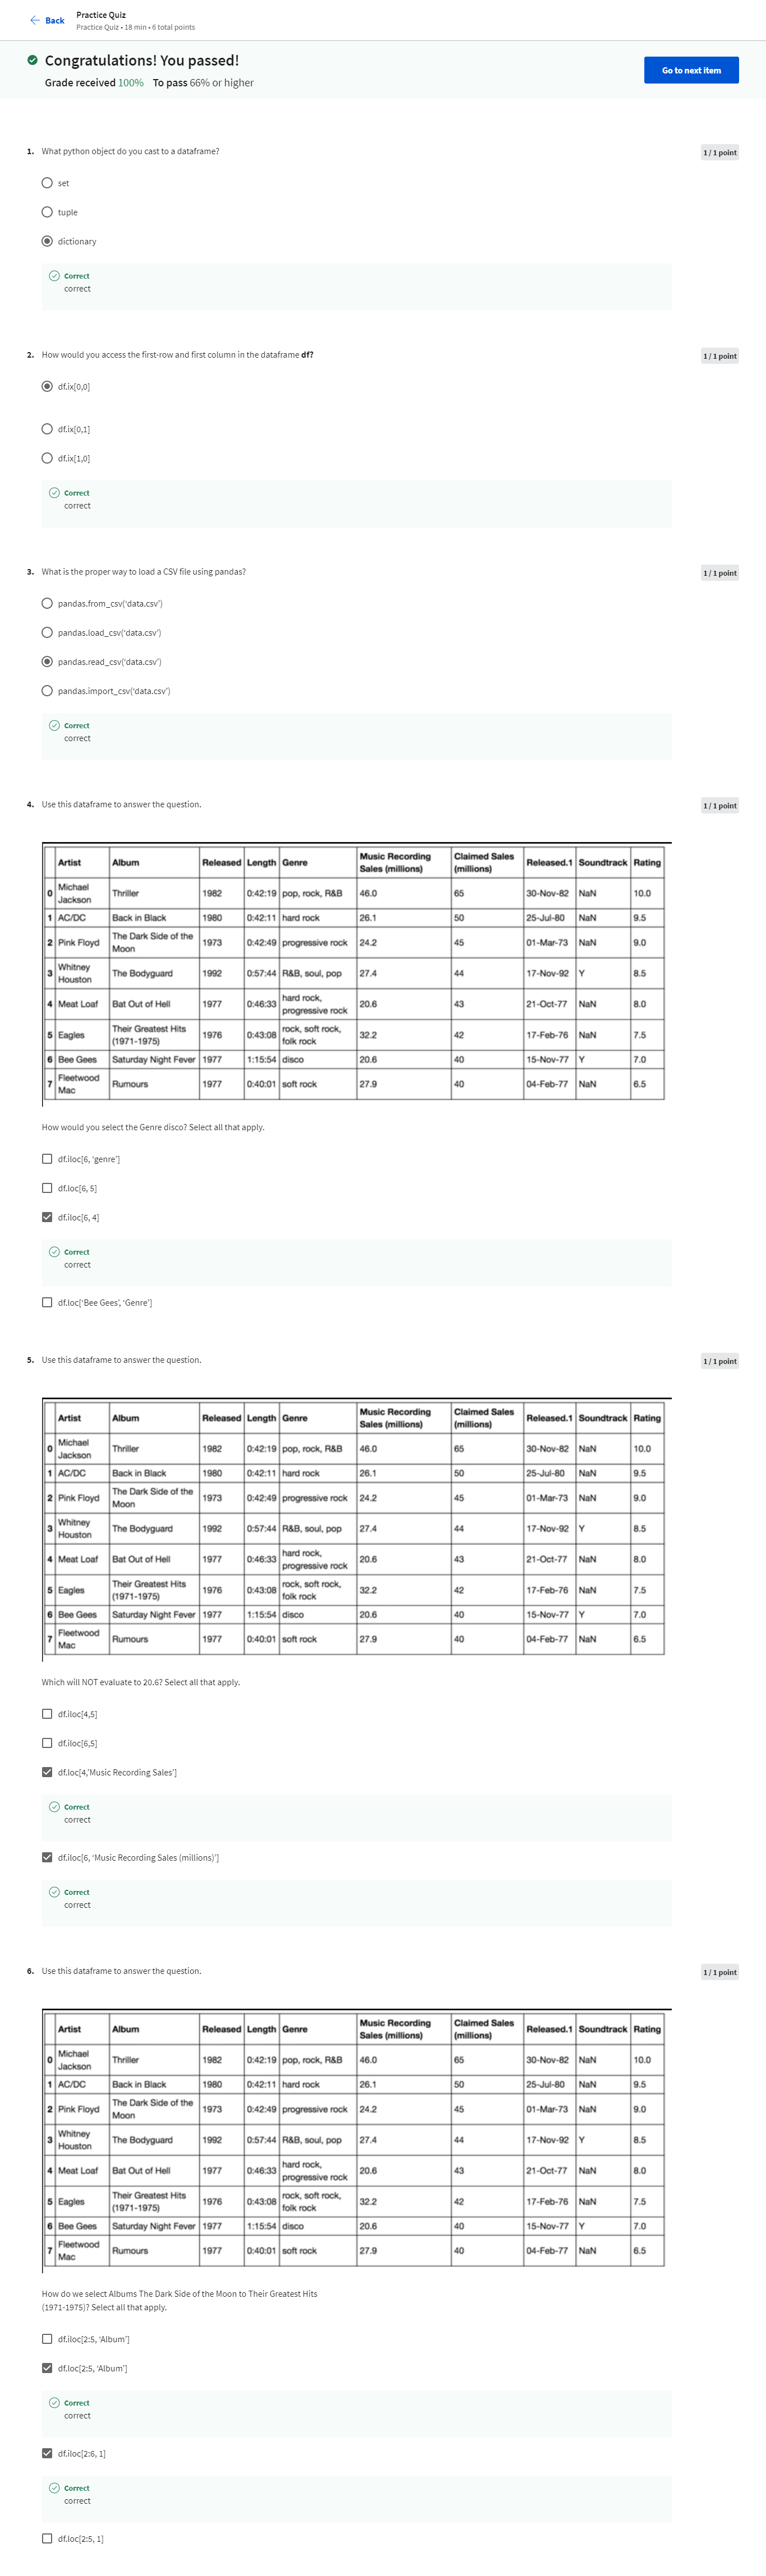 Back
Practice Quiz
Practice Quiz • 18 min • 6 total points
Congratulations! You passed!
Grade received 100% To pass 66% or higher
Go to next item
1. What python object do you cast to a dataframe?
1 / 1 point
set
tuple
dictionary
Correct
correct
2. How would you access the first-row and first column in the dataframe df?
1 / 1 point
df.ix[0,0]
df.ix[0,1]
df.ix[1,0]
Correct
correct
3. What is the proper way to load a CSV file using pandas?
1 / 1 point
pandas.from_csv(‘data.csv’)
pandas.load_csv(‘data.csv’)
pandas.read_csv(‘data.csv’)
pandas.import_csv(‘data.csv’)
Correct
correct
4. Use this dataframe to answer the question.
1 / 1 point
Artist Album Released Length Genre Music Recording Sales (millions) Claimed Sales (millions) Released.1 Soundtrack Rating
0 Michael Jackson Thriller 1982 0:42:19 pop, rock, R&B 46.0 65 30-Nov-82 NaN 10.0
1 AC/DC Back in Black 1980 0:42:11 hard rock 26.1 50 25-Jul-80 NaN 9.5
2 Pink Floyd The Dark Side of the Moon 1973 0:42:49 progressive rock 24.2 45 01-Mar-73 NaN 9.0
3 Whitney Houston The Bodyguard 1992 0:57:44 R&B, soul, pop 27.4 44 17-Nov-92 Y 8.5
4 Meat Loaf Bat Out of Hell 1977 0:46:33 hard rock, progressive rock 20.6 43 21-Oct-77 NaN 8.0
5 Eagles Their Greatest Hits (1971-1975) 1976 0:43:08 rock, soft rock, folk rock 32.2 42 17-Feb-76 NaN 7.5
6 Bee Gees Saturday Night Fever 1977 1:15:54 disco 20.6 40 15-Nov-77 Y 7.0
7 Fleetwood Mac Rumours 1977 0:40:01 soft rock 27.9 40 04-Feb-77 NaN 6.5
How would you select the Genre disco? Select all that apply.
df.iloc[6, ‘genre’]
df.loc[6, 5]
df.iloc[6, 4]
Correct
correct
df.loc[‘Bee Gees’, ‘Genre’]
5. Use this dataframe to answer the question.
1 / 1 point
Artist Album Released Length Genre Music Recording Sales (millions) Claimed Sales (millions) Released.1 Soundtrack Rating
0 Michael Jackson Thriller 1982 0:42:19 pop, rock, R&B 46.0 65 30-Nov-82 NaN 10.0
1 AC/DC Back in Black 1980 0:42:11 hard rock 26.1 50 25-Jul-80 NaN 9.5
2 Pink Floyd The Dark Side of the Moon 1973 0:42:49 progressive rock 24.2 45 01-Mar-73 NaN 9.0
3 Whitney Houston The Bodyguard 1992 0:57:44 R&B, soul, pop 27.4 44 17-Nov-92 Y 8.5
4 Meat Loaf Bat Out of Hell 1977 0:46:33 hard rock, progressive rock 20.6 43 21-Oct-77 NaN 8.0
5 Eagles Their Greatest Hits (1971-1975) 1976 0:43:08 rock, soft rock, folk rock 32.2 42 17-Feb-76 NaN 7.5
6 Bee Gees Saturday Night Fever 1977 1:15:54 disco 20.6 40 15-Nov-77 Y 7.0
7 Fleetwood Mac Rumours 1977 0:40:01 soft rock 27.9 40 04-Feb-77 NaN 6.5
Which will NOT evaluate to 20.6? Select all that apply.
df.iloc[4,5]
df.iloc[6,5]
df.loc[4,‘Music Recording Sales’]
Correct
correct
df.iloc[6, ‘Music Recording Sales (millions)’]
Correct
correct
6. Use this dataframe to answer the question.
1 / 1 point
Artist Album Released Length Genre Music Recording Sales (millions) Claimed Sales (millions) Released.1 Soundtrack Rating
0 Michael Jackson Thriller 1982 0:42:19 pop, rock, R&B 46.0 65 30-Nov-82 NaN 10.0
1 AC/DC Back in Black 1980 0:42:11 hard rock 26.1 50 25-Jul-80 NaN 9.5
2 Pink Floyd The Dark Side of the Moon 1973 0:42:49 progressive rock 24.2 45 01-Mar-73 NaN 9.0
3 Whitney Houston The Bodyguard 1992 0:57:44 R&B, soul, pop 27.4 44 17-Nov-92 Y 8.5
4 Meat Loaf Bat Out of Hell 1977 0:46:33 hard rock, progressive rock 20.6 43 21-Oct-77 NaN 8.0
5 Eagles Their Greatest Hits (1971-1975) 1976 0:43:08 rock, soft rock, folk rock 32.2 42 17-Feb-76 NaN 7.5
6 Bee Gees Saturday Night Fever 1977 1:15:54 disco 20.6 40 15-Nov-77 Y 7.0
7 Fleetwood Mac Rumours 1977 0:40:01 soft rock 27.9 40 04-Feb-77 NaN 6.5
How do we select Albums The Dark Side of the Moon to Their Greatest Hits
(1971-1975)? Select all that apply.
df.iloc[2:5, ‘Album’]
df.loc[2:5, ‘Album’]
Correct
correct
df.iloc[2:6, 1]
Correct
correct
df.loc[2:5, 1]